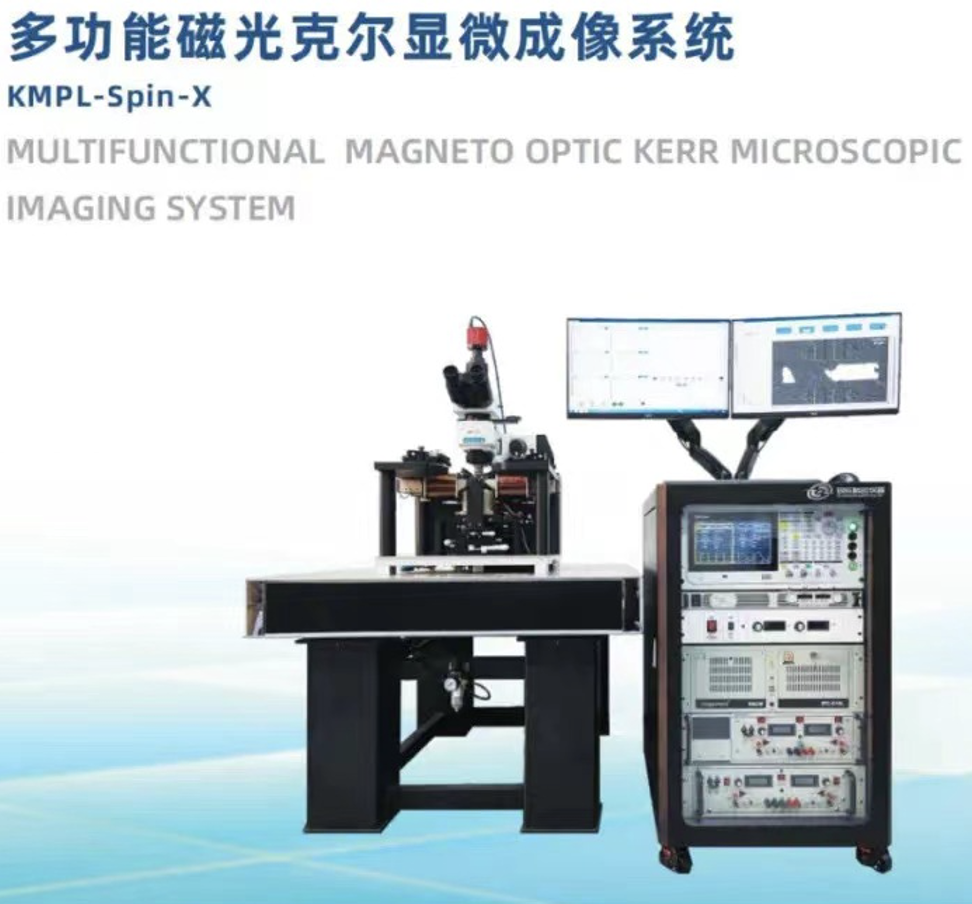 多功能磁光克尔显微成像系统
KMPL-Spin-X
MULTIFUNCTIONAL MAGNETO OPTIC KERR MICROSCOPIC
IMAGING SYSTEM